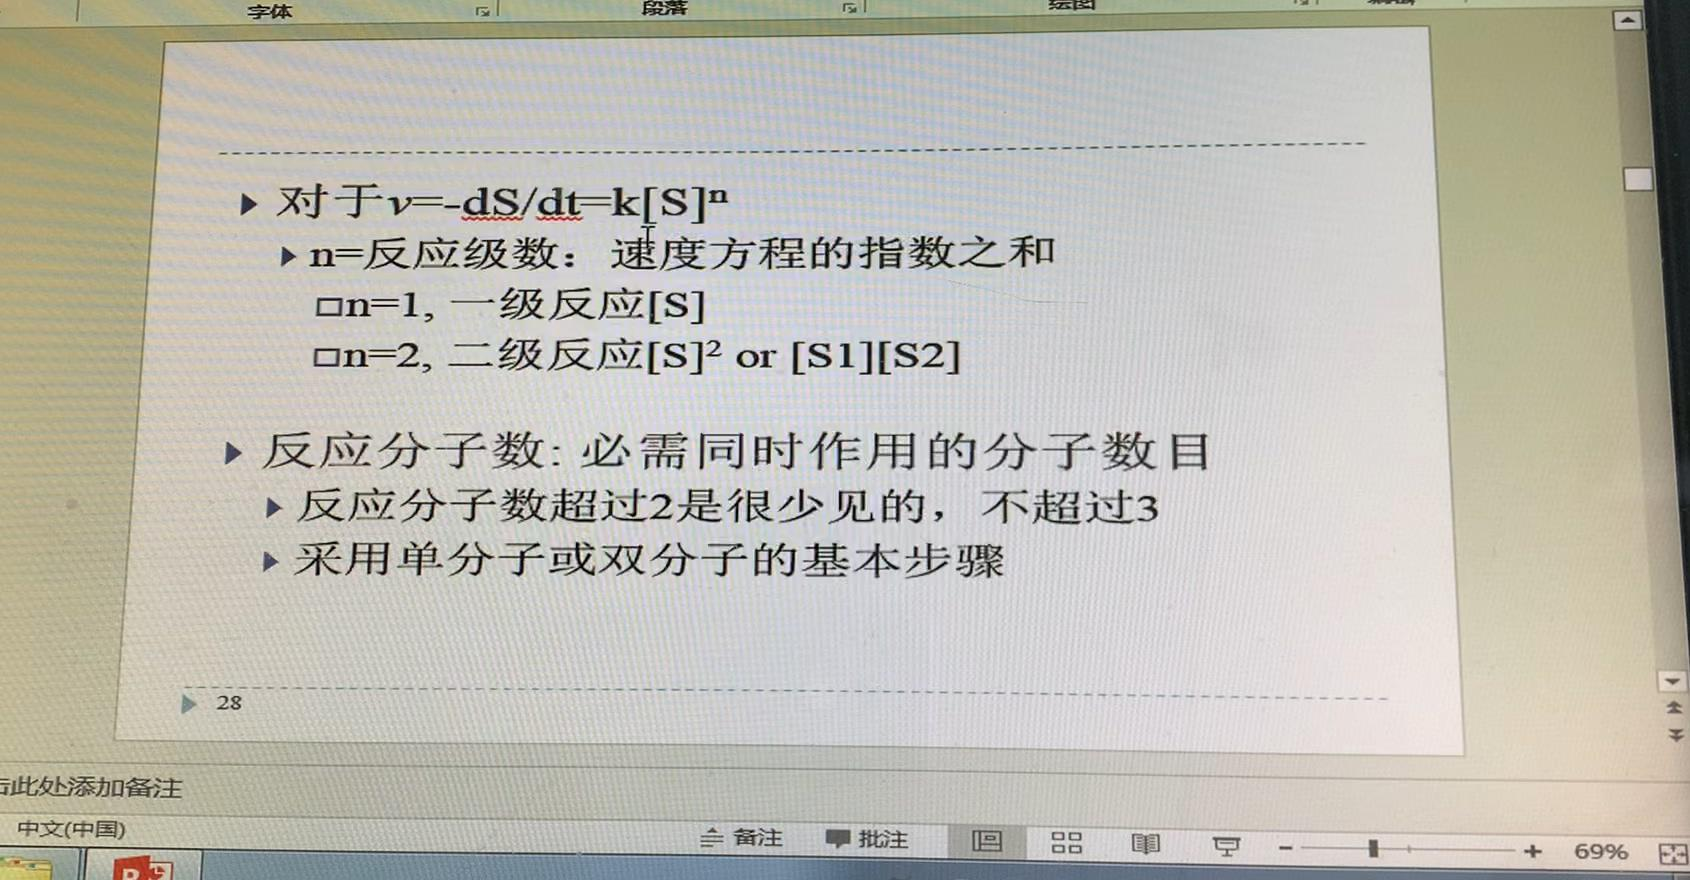 字体
段落
绘图
对于v=-dS/dt=k[S]ⁿ
n=反应级数：速度方程的指数之和
□n=1, 一级反应[S]
□n=2, 二级反应[S]² or [S1][S2]
反应分子数: 必需同时作用的分子数目
反应分子数超过2是很少见的，不超过3
采用单分子或双分子的基本步骤
28
此处添加备注
中文(中国)
备注
批注
69%